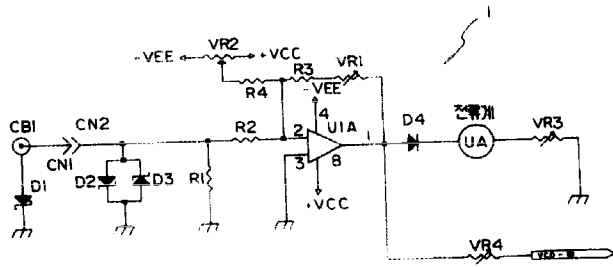 1
-VEE VR2 +VCC
R3 VR1
R4 -VEE
4 U1A
CB1 CN2 R2 2 1 D4 전류계 VR3
CN1 3 8 UA
D1 D2 D3 R1
+VCC
VR4